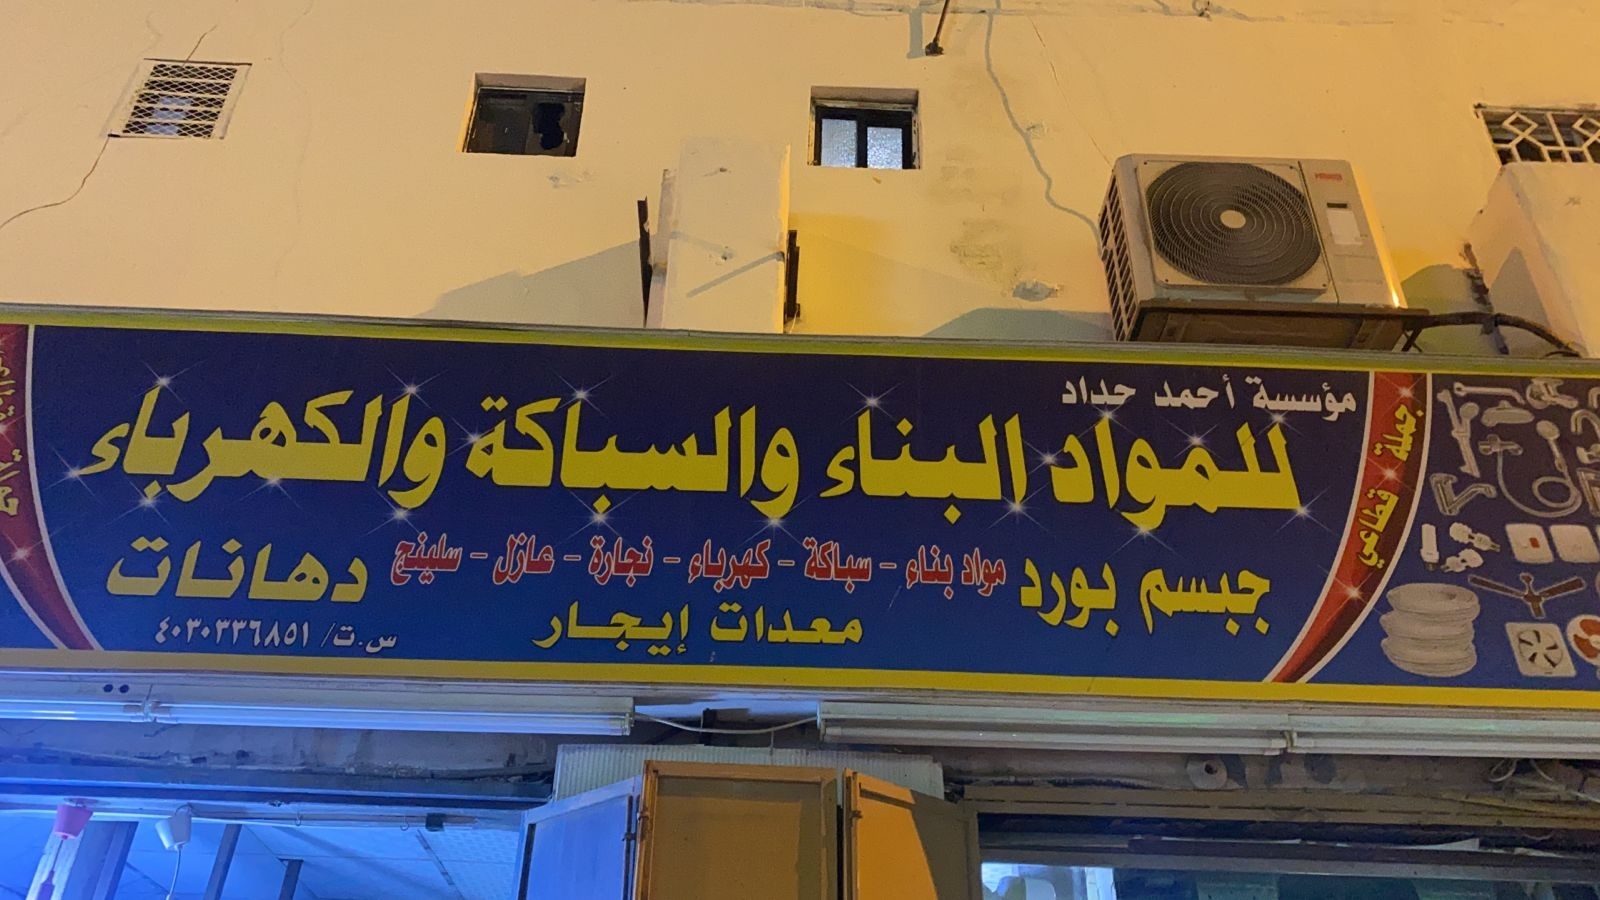 مؤسسة أحمد حداد
للمواد البناء والسباكة والكهرباء
جبسم بورد
مواد بناء - سباكة - كهرباء - نجارة - عازل - سلينج
دهانات
معدات إيجار
س.ت/ ٤٠٣٠٣٣٦٨٥١
جملة قطاعي